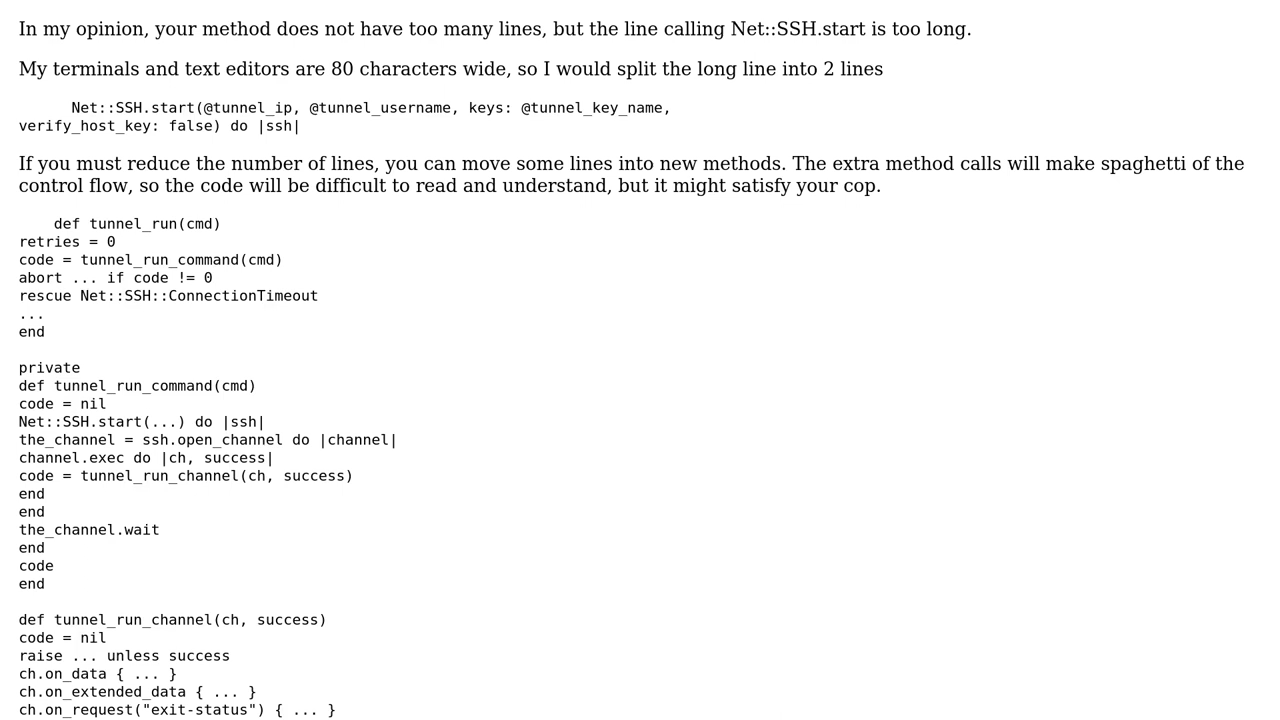 In my opinion, your method does not have too many lines, but the line calling Net::SSH.start is too long.
My terminals and text editors are 80 characters wide, so I would split the long line into 2 lines
Net::SSH.start(@tunnel_ip, @tunnel_username, keys: @tunnel_key_name,
verify_host_key: false) do |ssh|
If you must reduce the number of lines, you can move some lines into new methods. The extra method calls will make spaghetti of the
control flow, so the code will be difficult to read and understand, but it might satisfy your cop.
def tunnel_run(cmd)
retries = 0
code = tunnel_run_command(cmd)
abort ... if code != 0
rescue Net::SSH::ConnectionTimeout
...
end
private
def tunnel_run_command(cmd)
code = nil
Net::SSH.start(...) do |ssh|
the_channel = ssh.open_channel do |channel|
channel.exec do |ch, success|
code = tunnel_run_channel(ch, success)
end
end
the_channel.wait
end
code
end
def tunnel_run_channel(ch, success)
code = nil
raise ... unless success
ch.on_data { ... }
ch.on_extended_data { ... }
ch.on_request("exit-status") { ... }